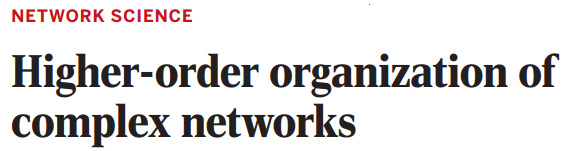 NETWORK SCIENCE
Higher-order organization of
complex networks